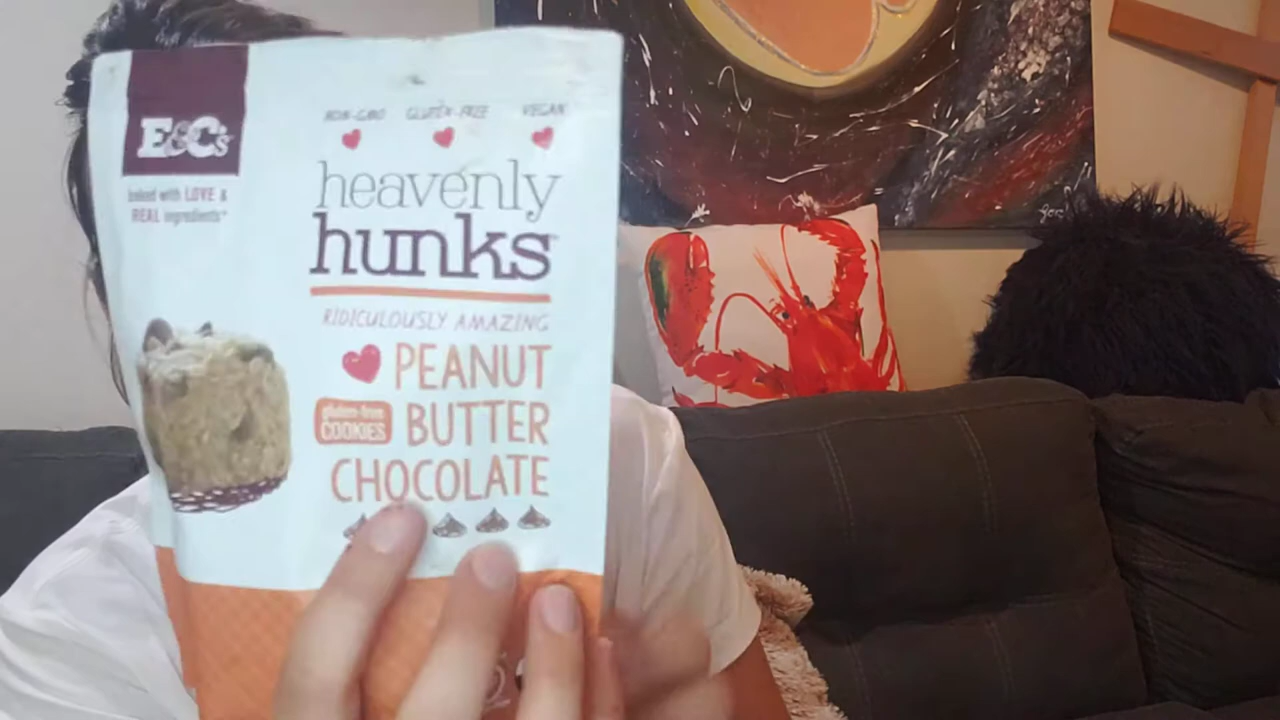 E&C's
baked with LOVE &
REAL ingredients™
NON-GMO GLUTEN-FREE VEGAN
heavenly
hunks
RIDICULOUSLY AMAZING
PEANUT
BUTTER
CHOCOLATE
gluten-free
COOKIES